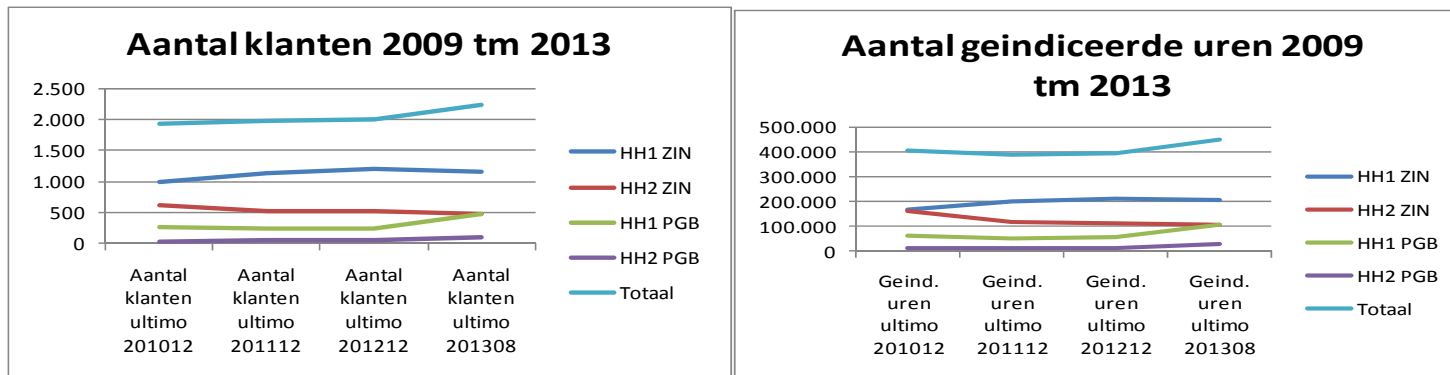 Aantal klanten 2009 tm 2013
2.500
2.000
1.500
1.000
500
0
Aantal
klanten
ultimo
201012
Aantal
klanten
ultimo
201112
Aantal
klanten
ultimo
201212
Aantal
klanten
ultimo
201308
HH1 ZIN
HH2 ZIN
HH1 PGB
HH2 PGB
Totaal
Aantal geindiceerde uren 2009
tm 2013
500.000
400.000
300.000
200.000
100.000
0
Geind.
uren
ultimo
201012
Geind.
uren
ultimo
201112
Geind.
uren
ultimo
201212
Geind.
uren
ultimo
201308
HH1 ZIN
HH2 ZIN
HH1 PGB
HH2 PGB
Totaal